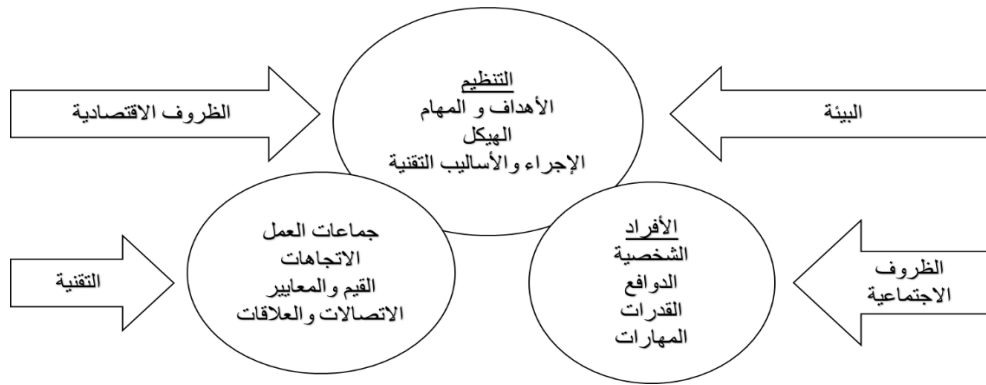 التنظيم
الأهداف و المهام
الهيكل
الإجراء والأساليب التقنية
البيئة
الظروف الاقتصادية
الأفراد
الشخصية
الدوافع
القدرات
المهارات
جماعات العمل
الاتجاهات
القيم والمعايير
الاتصالات والعلاقات
الظروف
الاجتماعية
التقنية